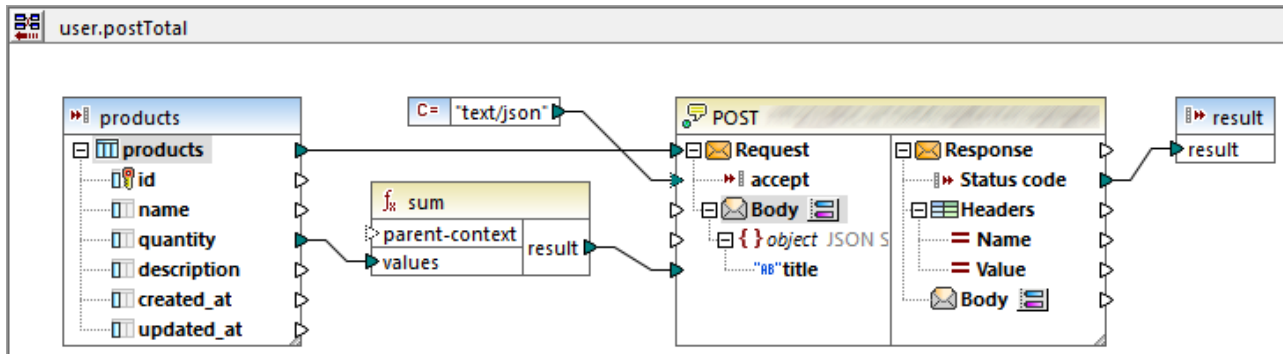 user.postTotal
products
products
id
name
quantity
description
created_at
updated_at
C= "text/json"
fx sum
parent-context
values
result
POST
Request
accept
Body
{ } object JSON S
"AB" title
Response
Status code
Headers
= Name
= Value
Body
result
result